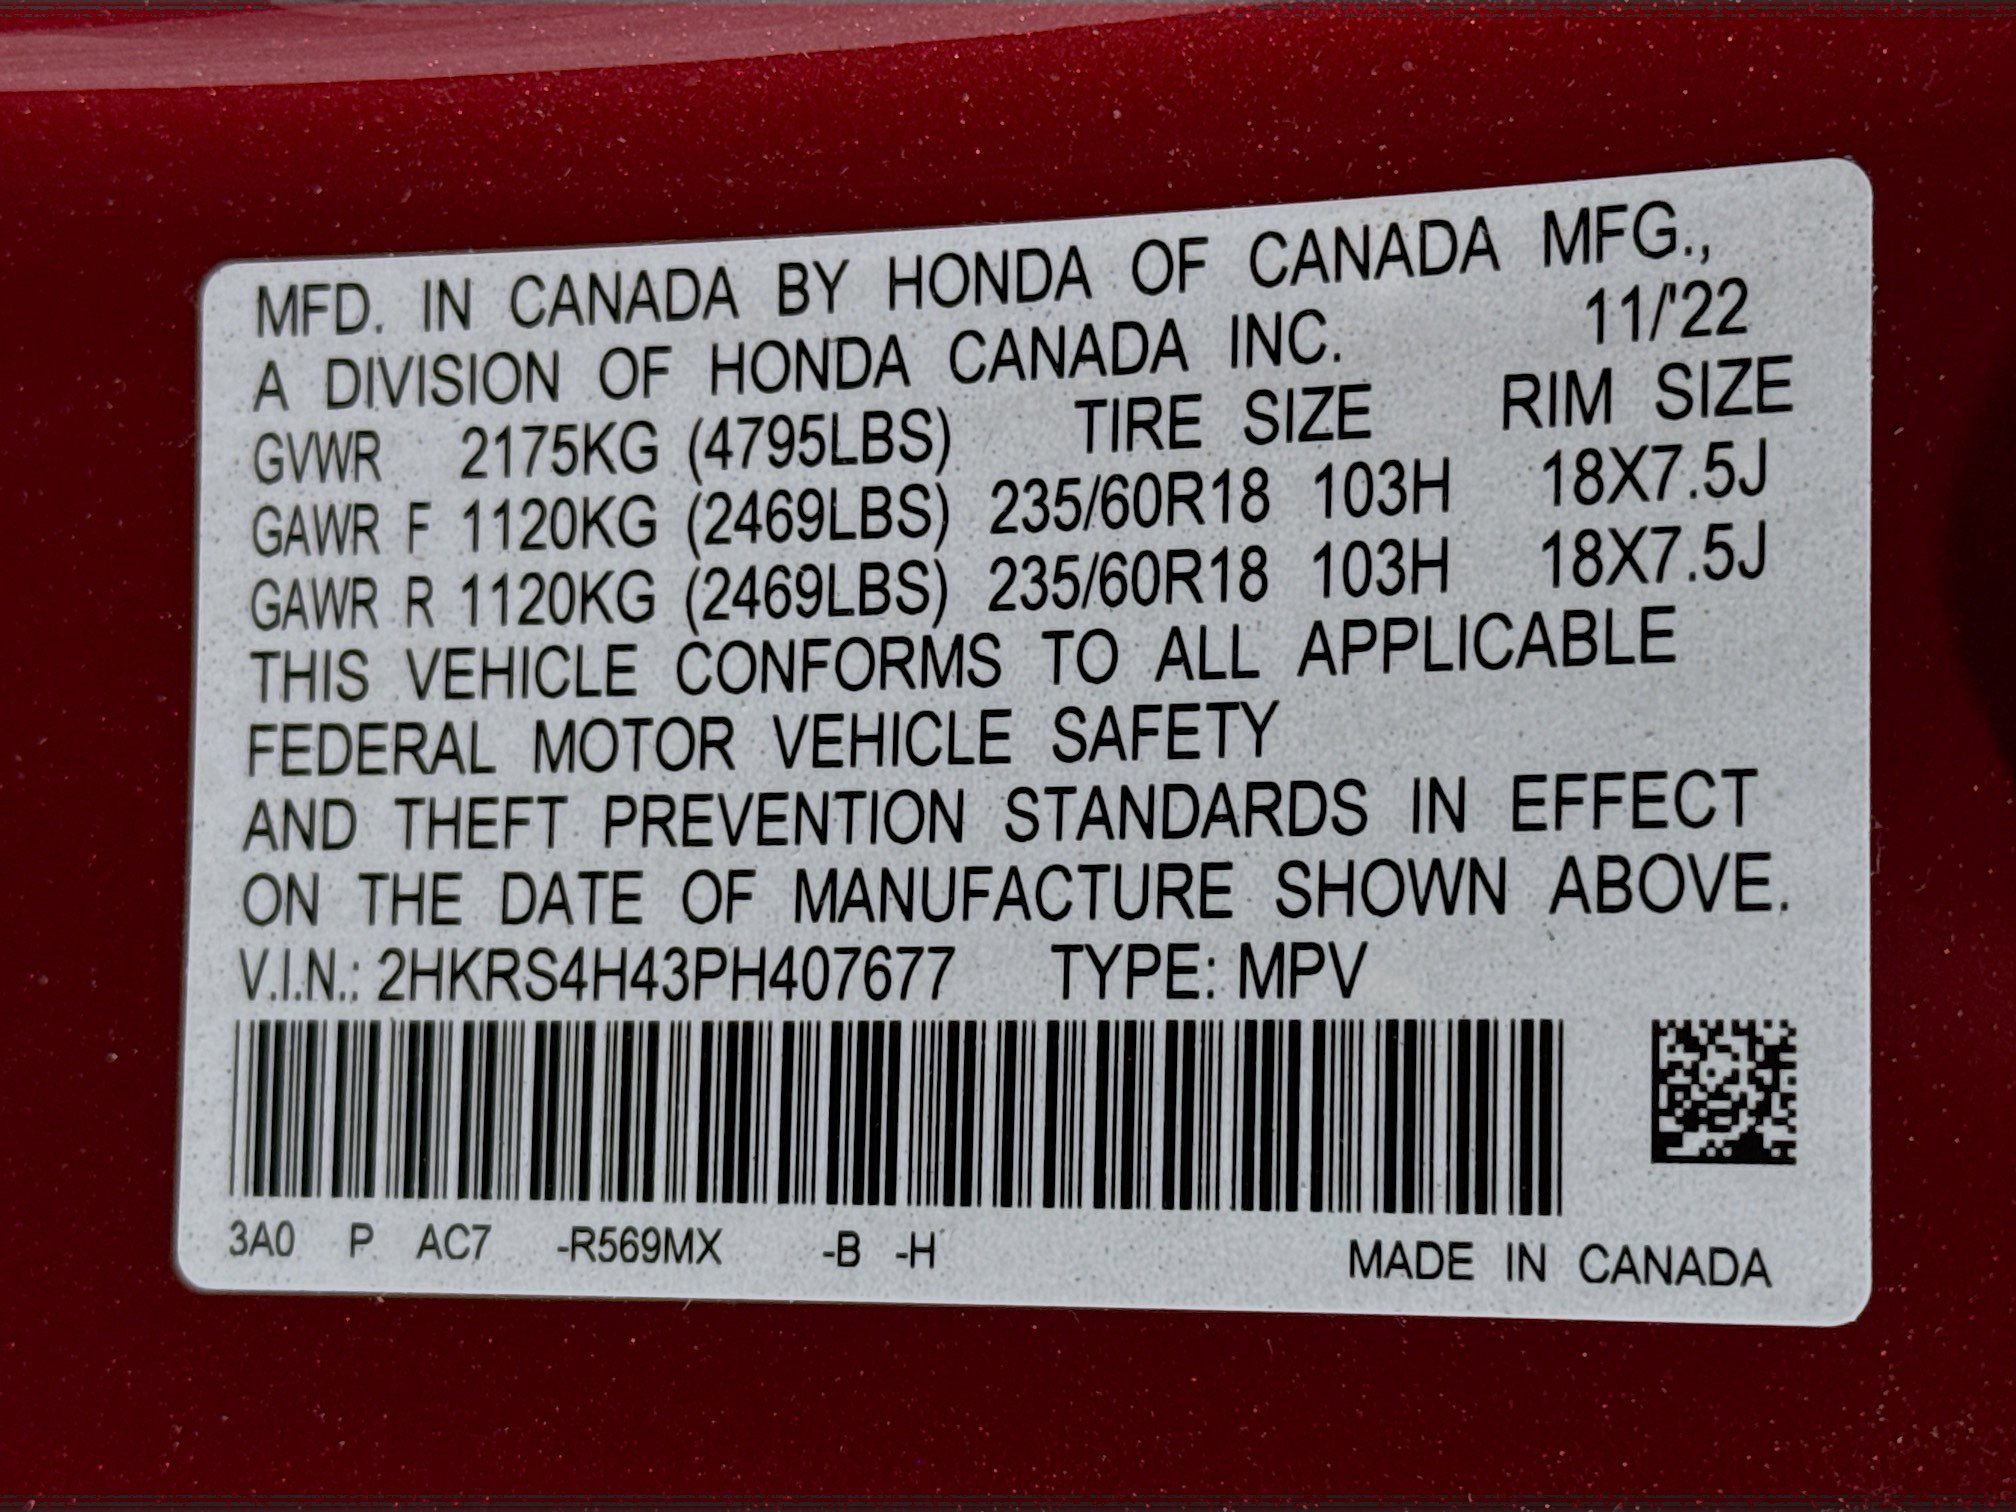 MFD. IN CANADA BY HONDA OF CANADA MFG.,
A DIVISION OF HONDA CANADA INC. 11/'22
GVWR 2175KG (4795LBS) TIRE SIZE RIM SIZE
GAWR F 1120KG (2469LBS) 235/60R18 103H 18X7.5J
GAWR R 1120KG (2469LBS) 235/60R18 103H 18X7.5J
THIS VEHICLE CONFORMS TO ALL APPLICABLE
FEDERAL MOTOR VEHICLE SAFETY
AND THEFT PREVENTION STANDARDS IN EFFECT
ON THE DATE OF MANUFACTURE SHOWN ABOVE.
V.I.N.: 2HKRS4H43PH407677 TYPE: MPV
3A0 P AC7 -R569MX -B -H MADE IN CANADA